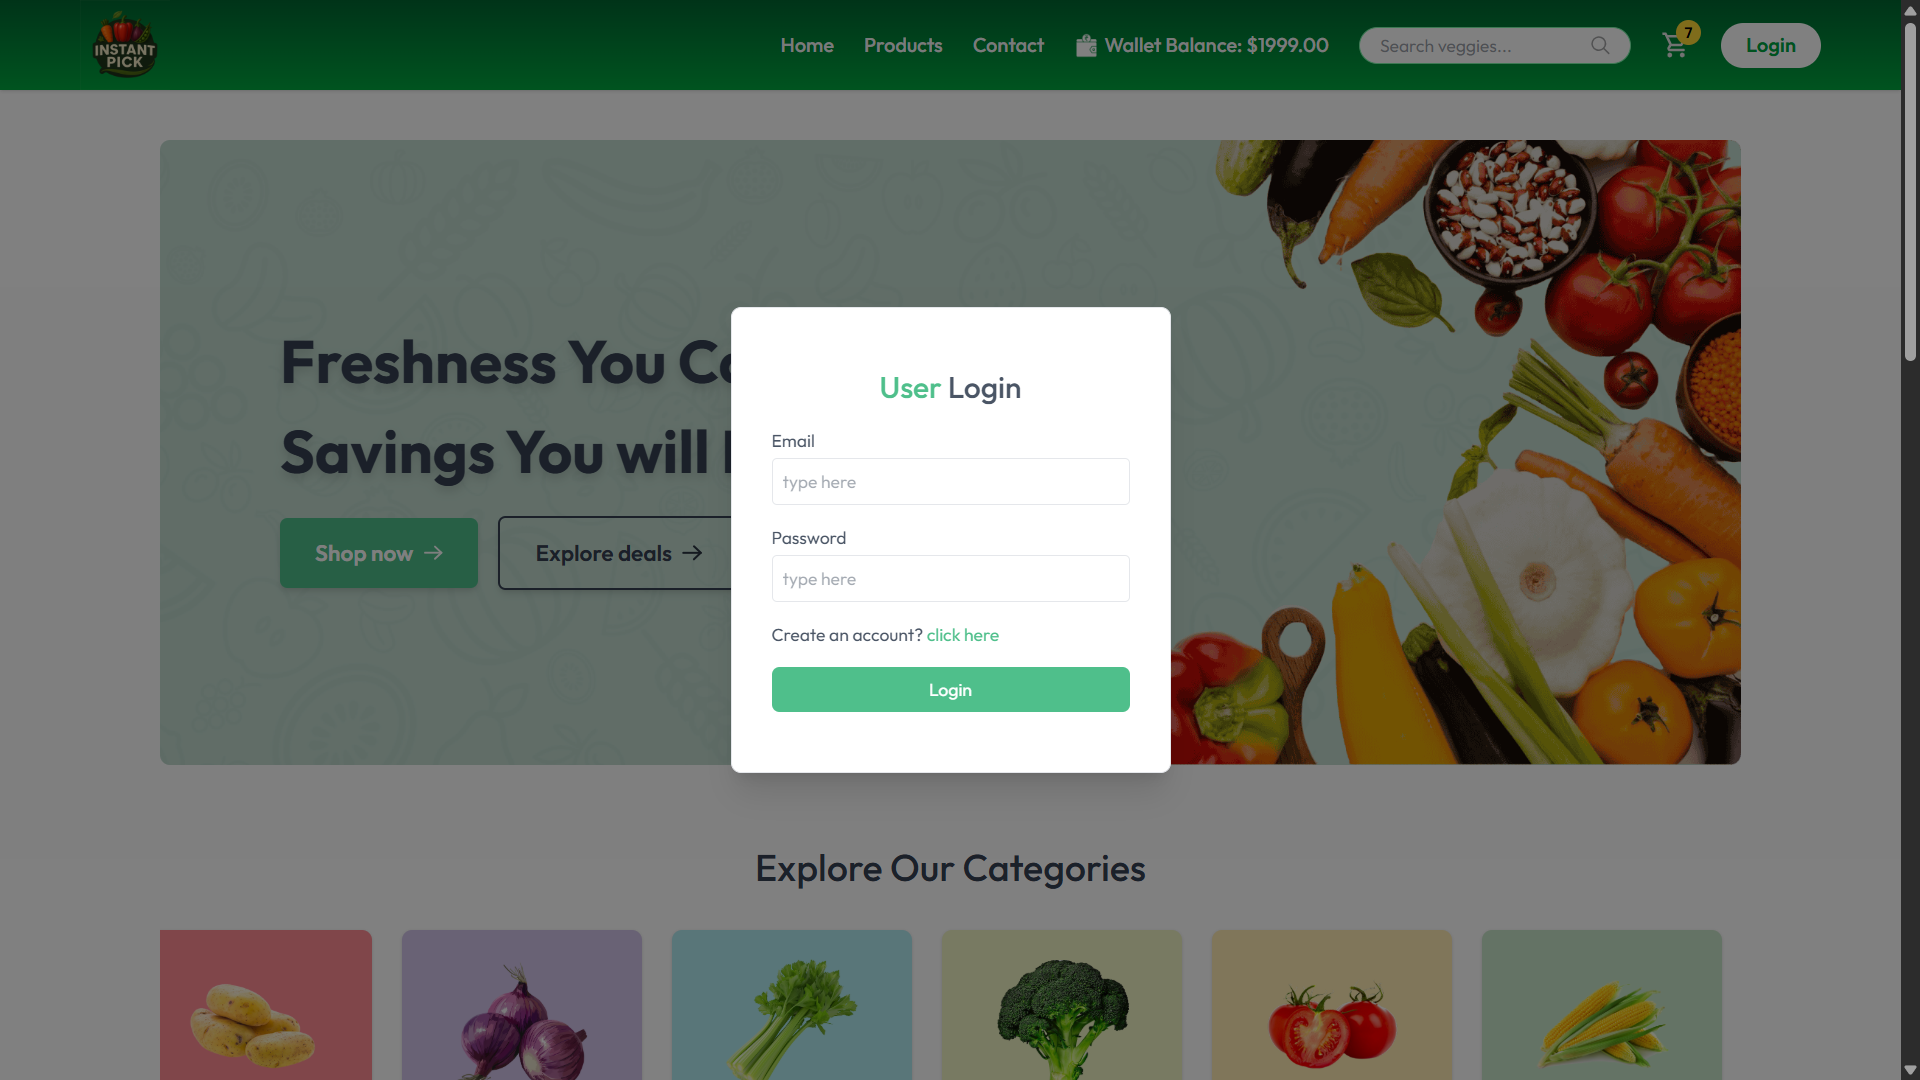 INSTANT
PICK
Home
Products
Contact
Wallet Balance: $1999.00
Search veggies...
7
Login
Freshness You
Savings You will
Shop now
Explore deals
User Login
Email
type here
Password
type here
Create an account? click here
Login
Explore Our Categories